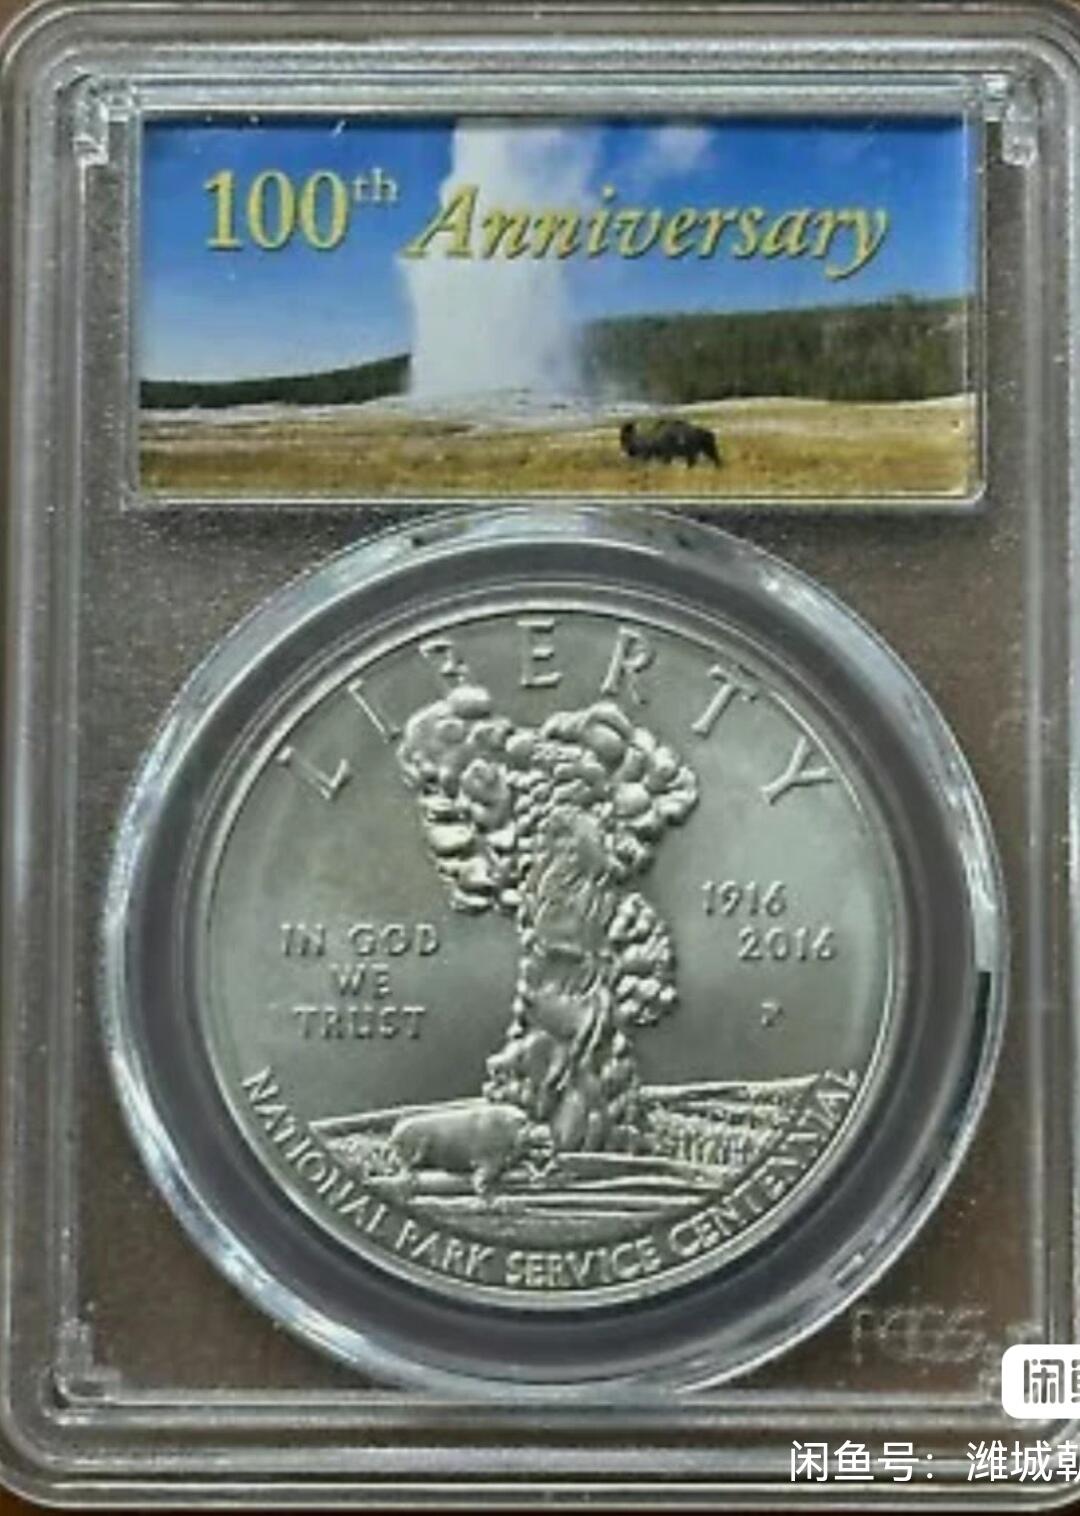 100th Anniversary
LIBERTY
1916
2016
IN GOD
WE
TRUST
P
NATIONAL PARK SERVICE CENTENNIAL
PCGS
闲鱼号：潍城